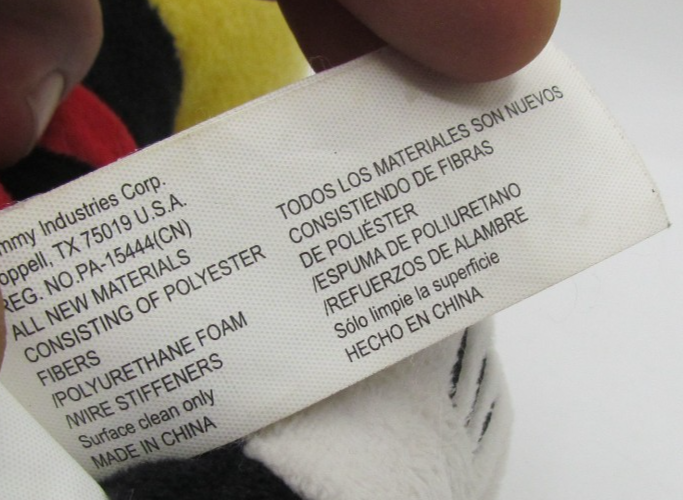 mmy Industries Corp.
oppell, TX 75019 U.S.A.
REG. NO.PA-15444(CN)
ALL NEW MATERIALS
CONSISTING OF POLYESTER
FIBERS
/POLYURETHANE FOAM
/WIRE STIFFENERS
Surface clean only
MADE IN CHINA
TODOS LOS MATERIALES SON NUEVOS
CONSISTIENDO DE FIBRAS
DE POLIÉSTER
/ESPUMA DE POLIURETANO
/REFUERZOS DE ALAMBRE
Sólo limpie la superficie
HECHO EN CHINA